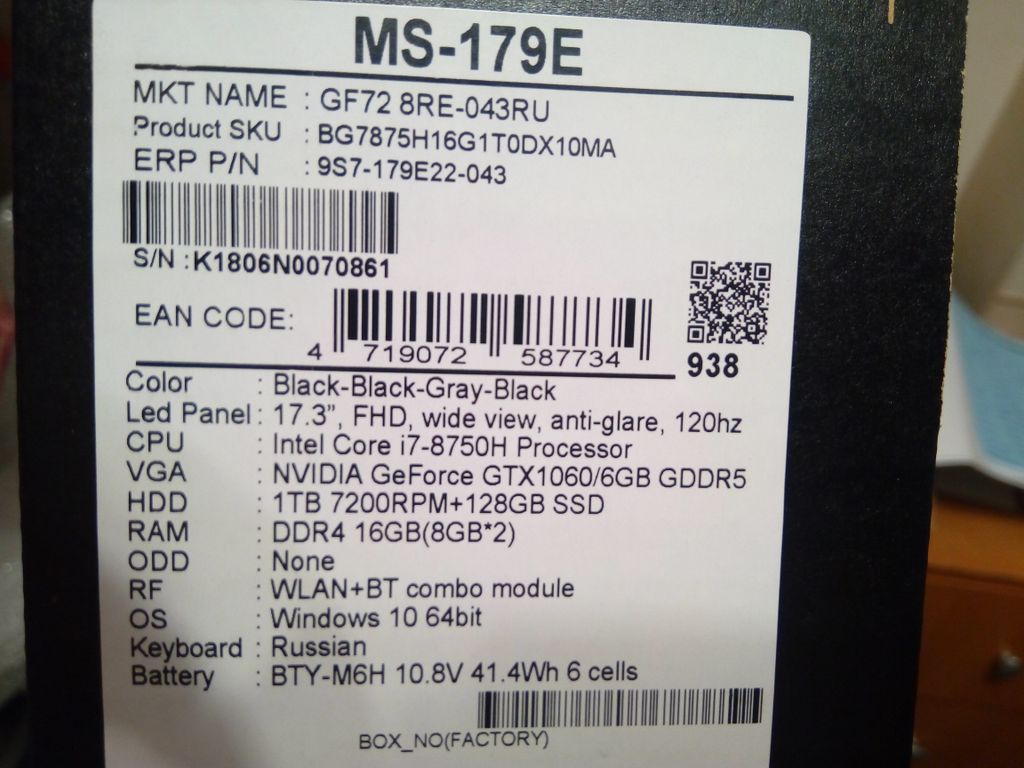 MS-179E
MKT NAME : GF72 8RE-043RU
Product SKU : BG7875H16G1T0DX10MA
ERP P/N : 9S7-179E22-043
S/N :K1806N0070861
EAN CODE: 4 719072 587734
938
Color : Black-Black-Gray-Black
Led Panel : 17.3”, FHD, wide view, anti-glare, 120hz
CPU : Intel Core i7-8750H Processor
VGA : NVIDIA GeForce GTX1060/6GB GDDR5
HDD : 1TB 7200RPM+128GB SSD
RAM : DDR4 16GB(8GB*2)
ODD : None
RF : WLAN+BT combo module
OS : Windows 10 64bit
Keyboard : Russian
Battery : BTY-M6H 10.8V 41.4Wh 6 cells
BOX_NO(FACTORY)